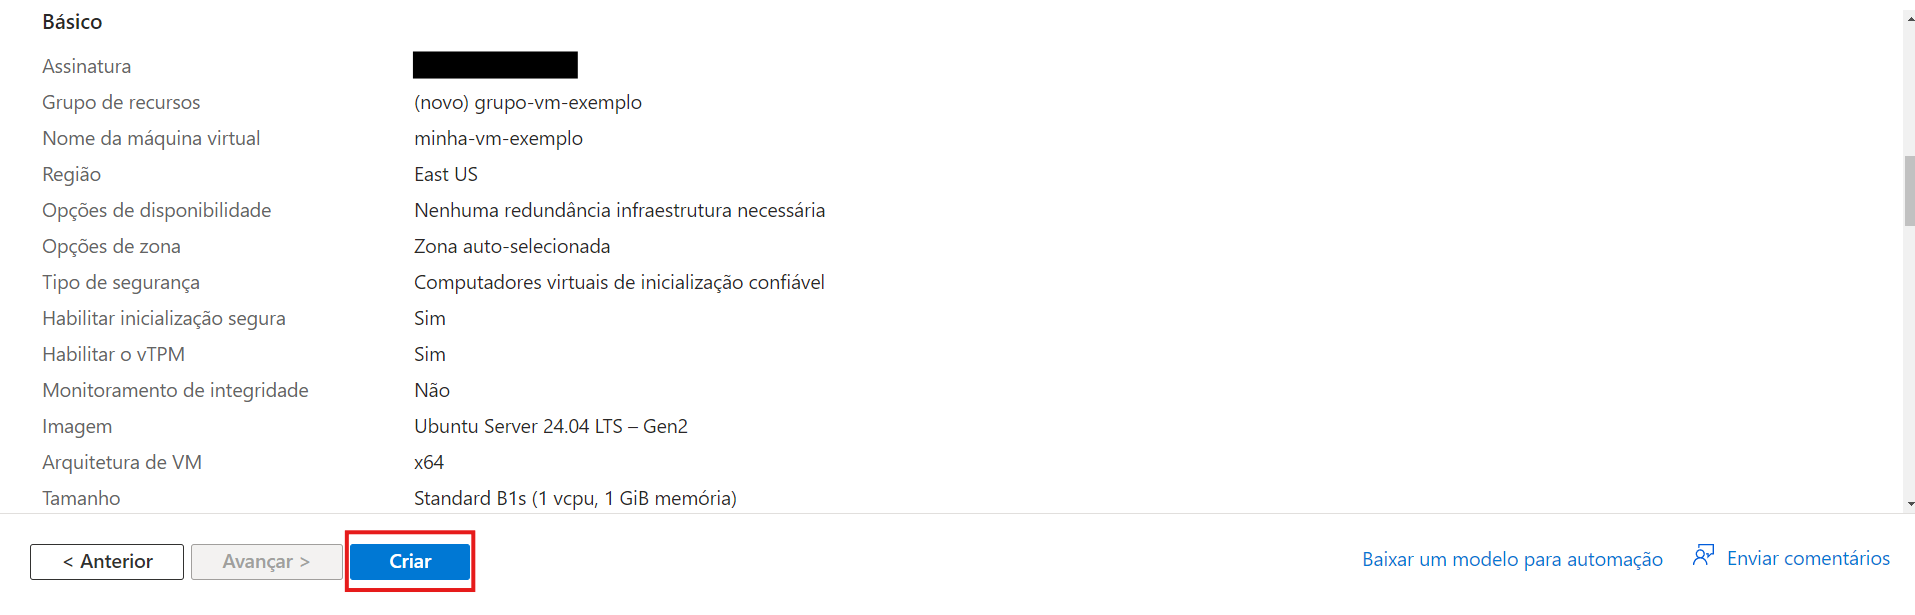 Básico
Assinatura
Grupo de recursos (novo) grupo-vm-exemplo
Nome da máquina virtual minha-vm-exemplo
Região East US
Opções de disponibilidade Nenhuma redundância infraestrutura necessária
Opções de zona Zona auto-selecionada
Tipo de segurança Computadores virtuais de inicialização confiável
Habilitar inicialização segura Sim
Habilitar o vTPM Sim
Monitoramento de integridade Não
Imagem Ubuntu Server 24.04 LTS – Gen2
Arquitetura de VM x64
Tamanho Standard B1s (1 vcpu, 1 GiB memória)
< Anterior Avançar > Criar Baixar um modelo para automação Enviar comentários